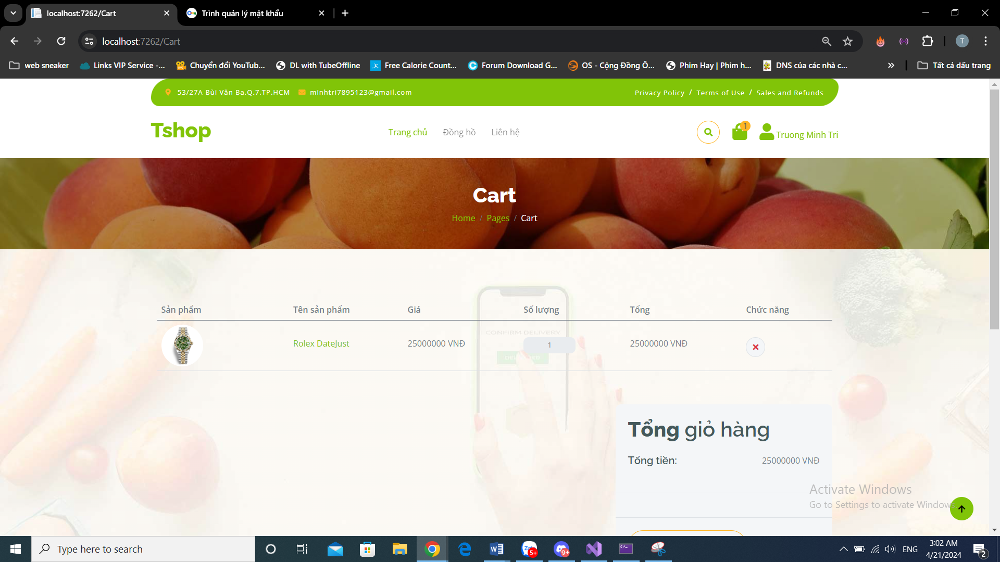 localhost:7262/Cart
Trình quản lý mật khẩu
localhost:7262/Cart
T
web sneaker
Links VIP Service -...
Chuyển đổi YouTub...
DL with TubeOffline
Free Calorie Count...
Forum Download G...
OS - Cộng Đồng Ô...
Phim Hay | Phim h...
DNS của các nhà c...
Tất cả dấu trang
53/27A Bùi Văn Ba,Q.7,TP.HCM minhtri7895123@gmail.com
Privacy Policy / Terms of Use / Sales and Refunds
Tshop
Trang chủ Đồng hồ Liên hệ
1
Truong Minh Tri
Cart
Home / Pages / Cart
Sản phẩm Tên sản phẩm Giá Số lượng Tổng Chức năng
CONFIRM DELIVERY
Rolex DateJust 25000000 VNĐ 1 25000000 VNĐ
Tổng giỏ hàng
Tổng tiền: 25000000 VNĐ
Activate Windows
Go to Settings to activate Windows
Type here to search
5+
9+
ENG
3:02 AM
4/21/2024
2